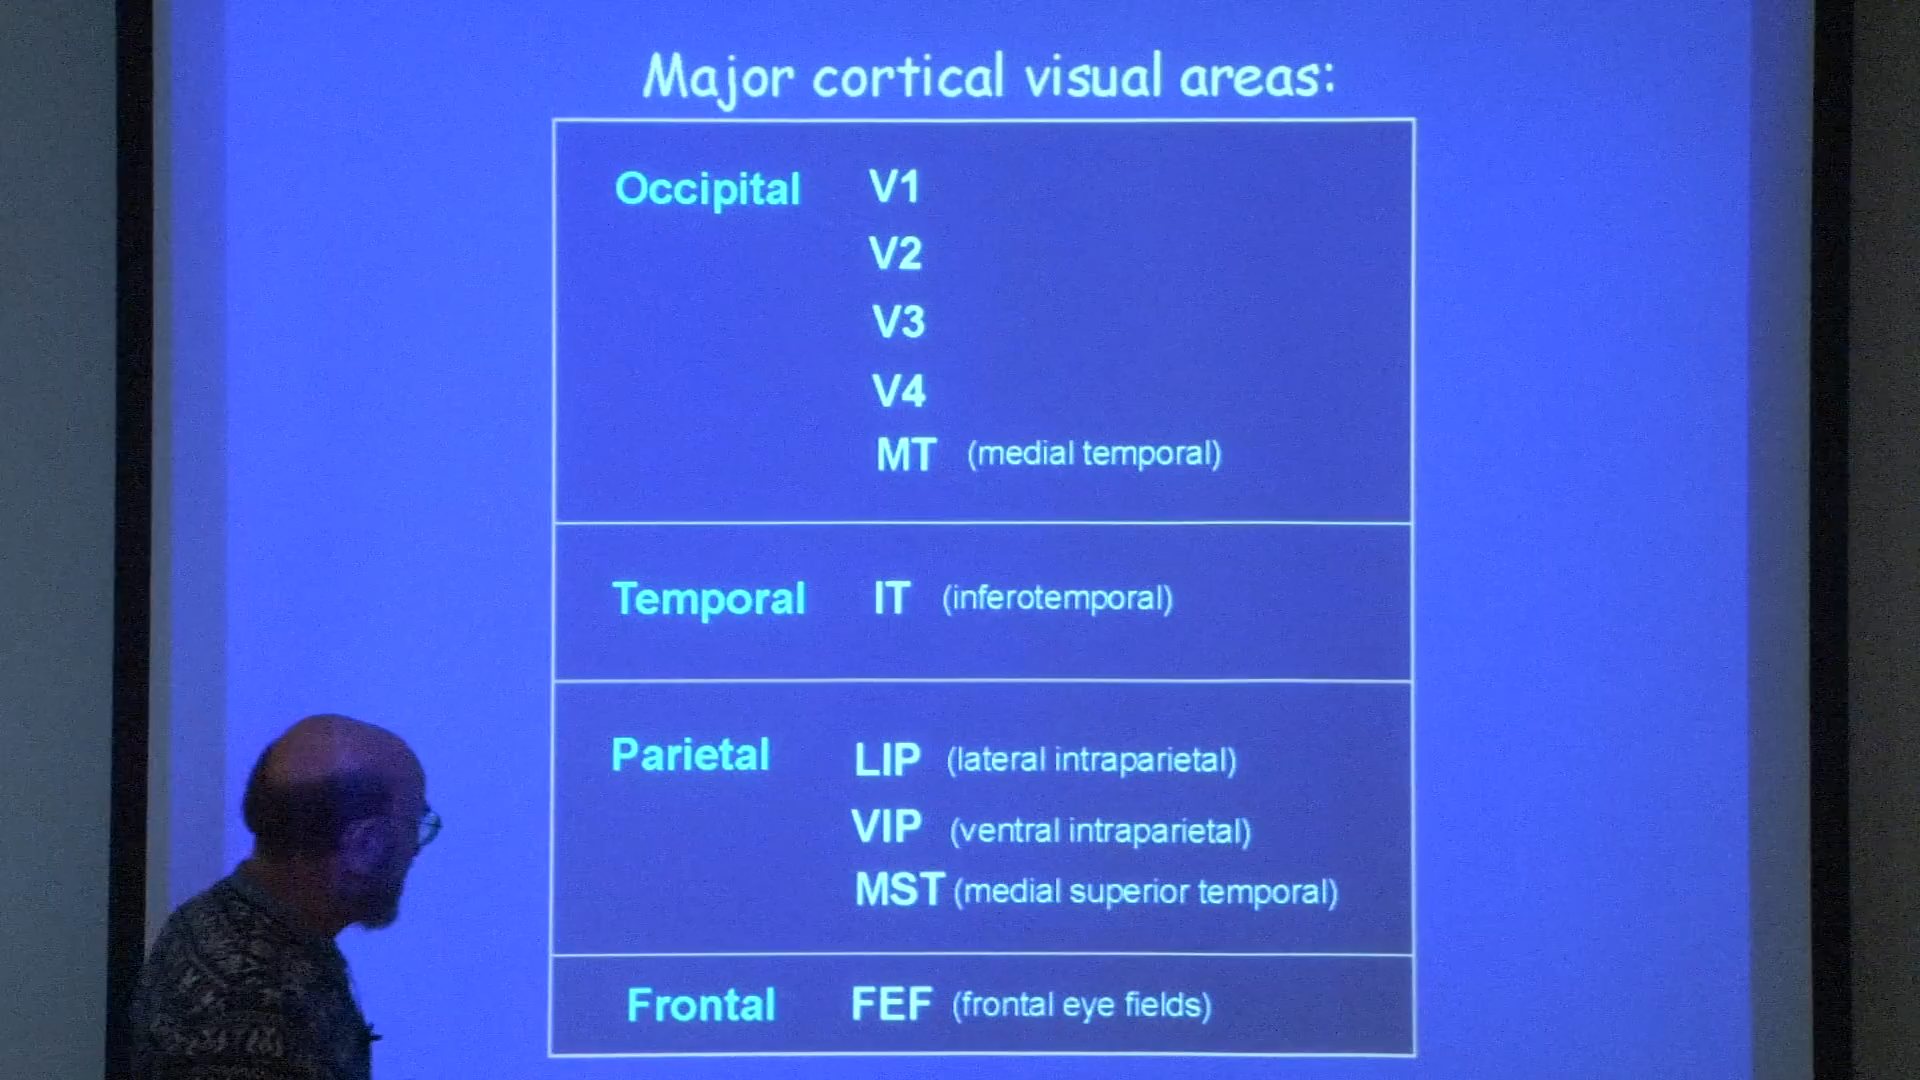 Major cortical visual areas:
Occipital V1
V2
V3
V4
MT (medial temporal)
Temporal IT (inferotemporal)
Parietal LIP (lateral intraparietal)
VIP (ventral intraparietal)
MST (medial superior temporal)
Frontal FEF (frontal eye fields)